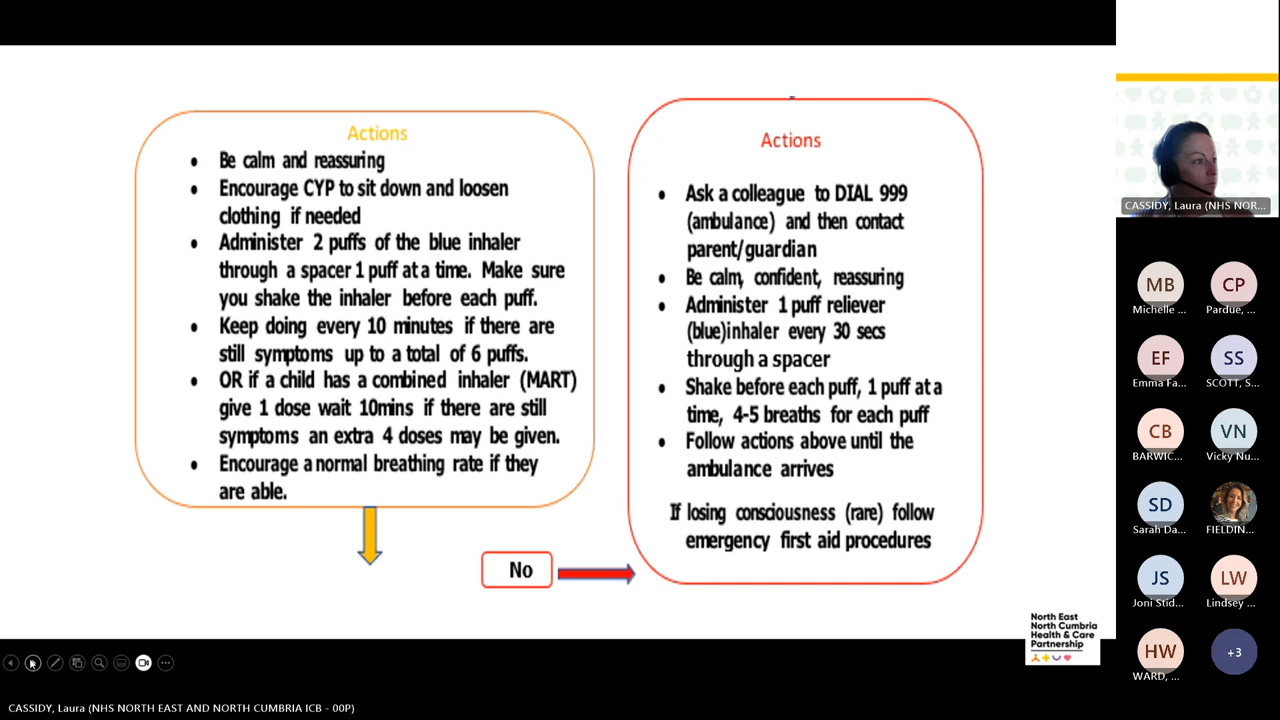 Actions
• Be calm and reassuring
• Encourage CYP to sit down and loosen
clothing if needed
• Administer 2 puffs of the blue inhaler
through a spacer 1 puff at a time. Make sure
you shake the inhaler before each puff.
• Keep doing every 10 minutes if there are
still symptoms up to a total of 6 puffs.
• OR if a child has a combined inhaler (MART)
give 1 dose wait 10mins if there are still
symptoms an extra 4 doses may be given.
• Encourage a normal breathing rate if they
are able.
Actions
• Ask a colleague to DIAL 999
(ambulance) and then contact
parent/guardian
• Be calm, confident, reassuring
• Administer 1 puff reliever
(blue)inhaler every 30 secs
through a spacer
• Shake before each puff, 1 puff at a
time, 4-5 breaths for each puff
• Follow actions above until the
ambulance arrives
If losing consciousness (rare) follow
emergency first aid procedures
No
North East
North Cumbria
Health & Care
Partnership
CASSIDY, Laura (NHS NOR...
MB
Michelle ...
CP
Pardue, ...
EF
Emma Fa...
SS
SCOTT, S...
CB
BARWIC...
VN
Vicky Nu...
SD
Sarah Da...
FIELDIN...
JS
Joni Stid...
LW
Lindsey ...
HW
WARD, ...
+3
CASSIDY, Laura (NHS NORTH EAST AND NORTH CUMBRIA ICB - 00P)